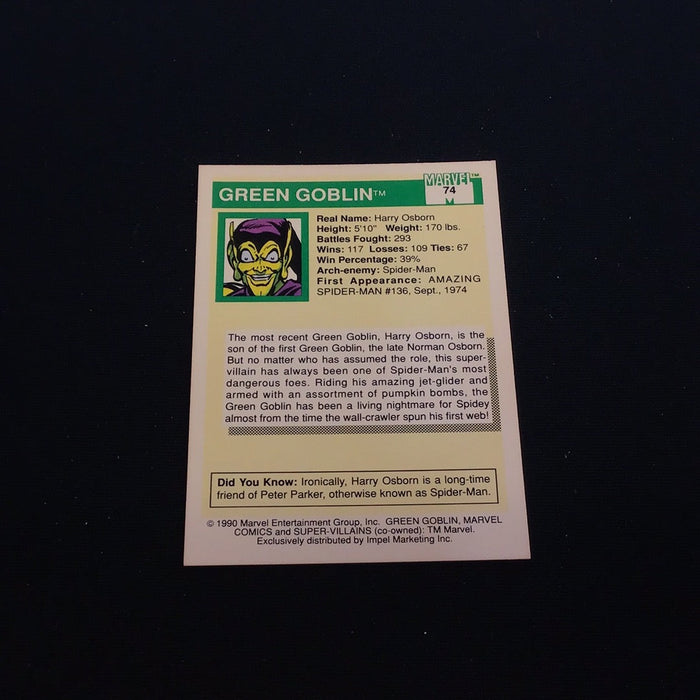 MARVEL™
GREEN GOBLIN™
74
Real Name: Harry Osborn
Height: 5'10" Weight: 170 lbs.
Battles Fought: 293
Wins: 117 Losses: 109 Ties: 67
Win Percentage: 39%
Arch-enemy: Spider-Man
First Appearance: AMAZING
SPIDER-MAN #136, Sept., 1974
The most recent Green Goblin, Harry Osborn, is the
son of the first Green Goblin, the late Norman Osborn.
But no matter who has assumed the role, this super-
villain has always been one of Spider-Man's most
dangerous foes. Riding his amazing jet-glider and
armed with an assortment of pumpkin bombs, the
Green Goblin has been a living nightmare for Spidey
almost from the time the wall-crawler spun his first web!
Did You Know: Ironically, Harry Osborn is a long-time
friend of Peter Parker, otherwise known as Spider-Man.
© 1990 Marvel Entertainment Group, Inc. GREEN GOBLIN, MARVEL
COMICS and SUPER-VILLAINS (co-owned): TM Marvel.
Exclusively distributed by Impel Marketing Inc.